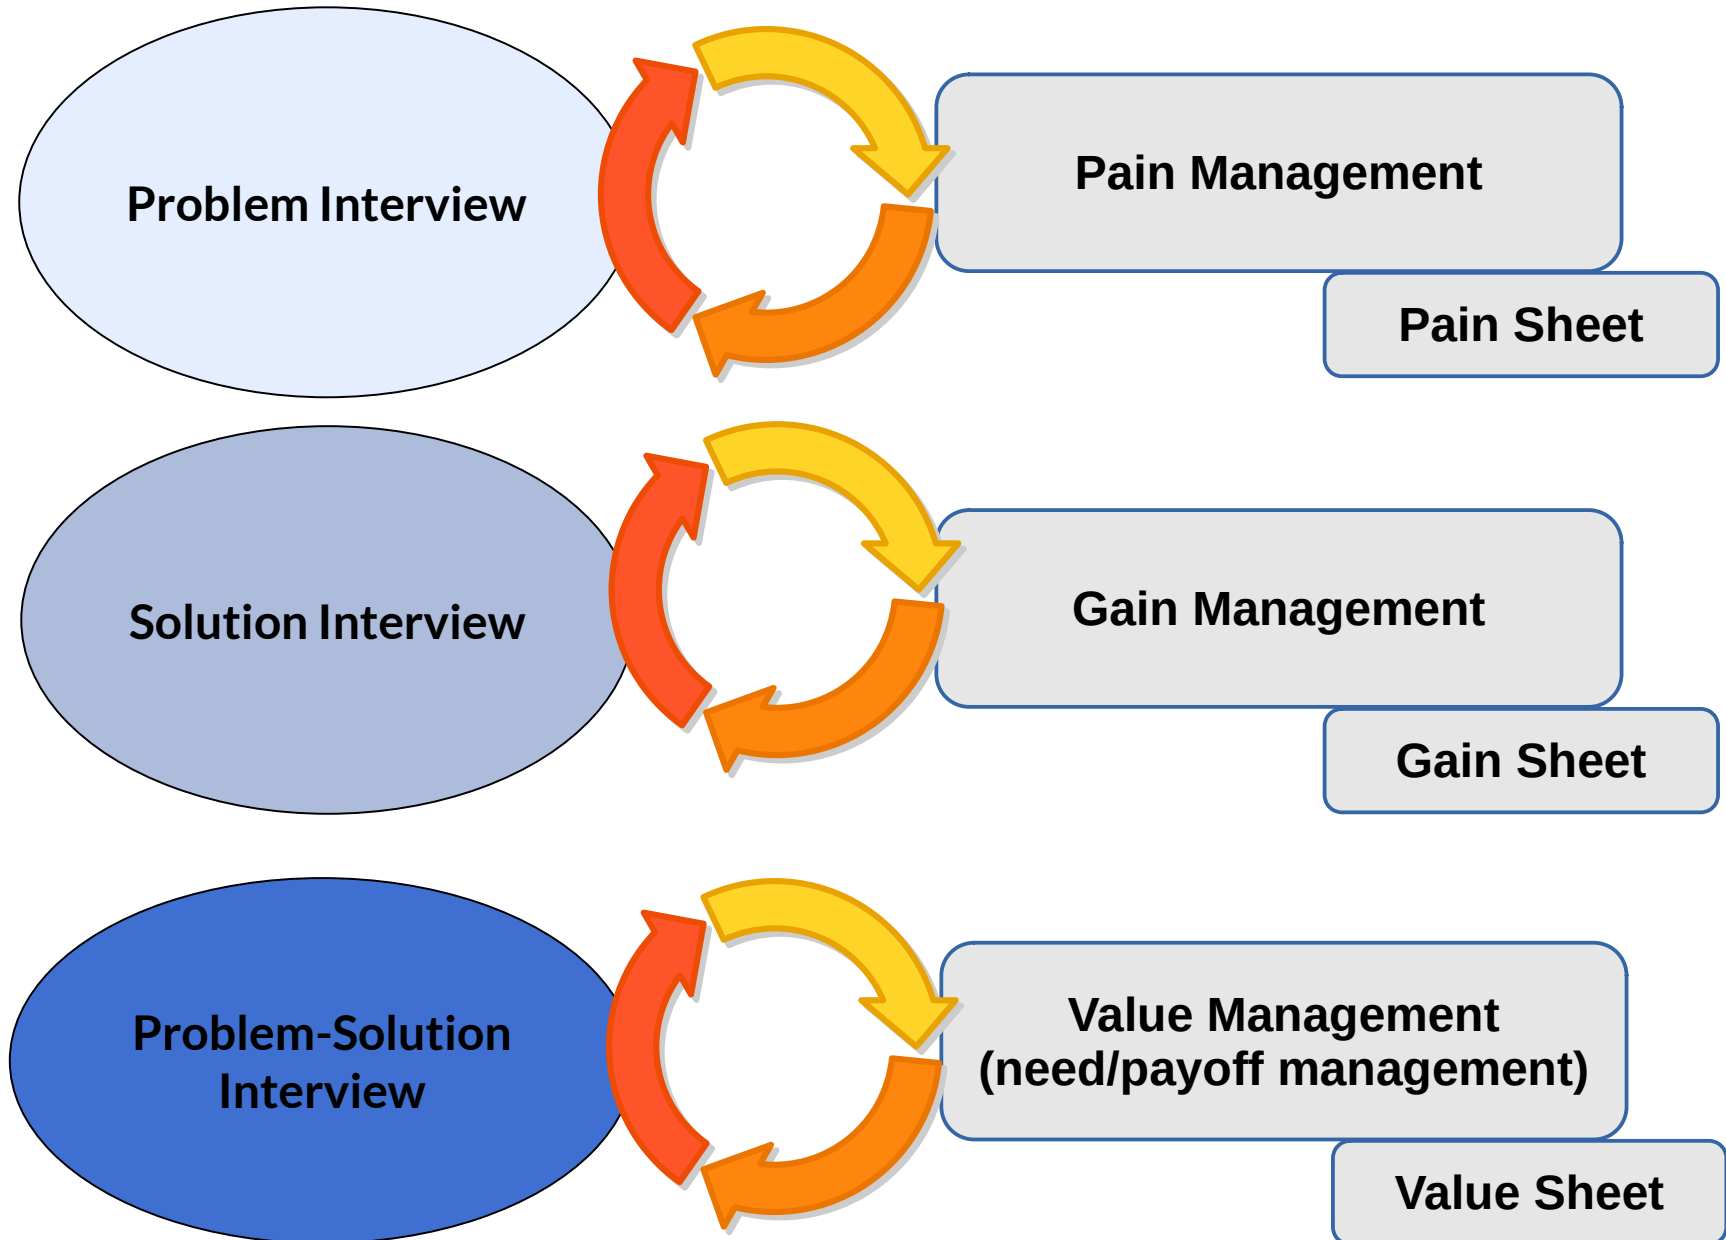 Problem Interview
Pain Management
Pain Sheet
Solution Interview
Gain Management
Gain Sheet
Problem-Solution
Interview
Value Management
(need/payoff management)
Value Sheet